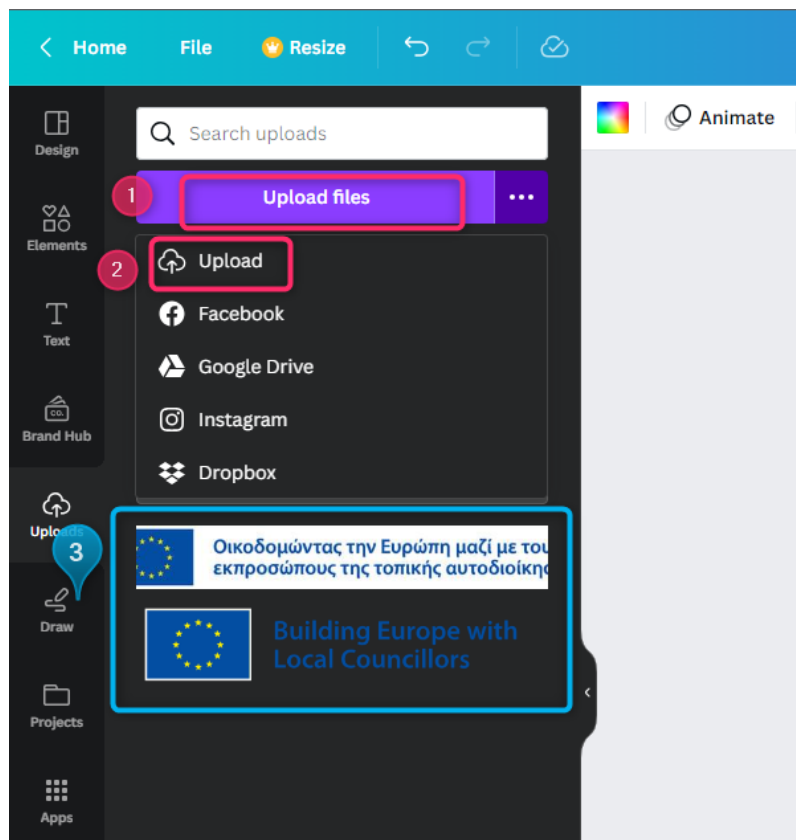 Home File Resize
Design
Elements
Text
CO.
Brand Hub
Uploads
Draw
Projects
Apps
Search uploads
1 Upload files
2 Upload
Facebook
Google Drive
Instagram
Dropbox
3
Οικοδομώντας την Ευρώπη μαζί με
εκπροσώπους της τοπικής
Building Europe with
Local Councillors
Animate